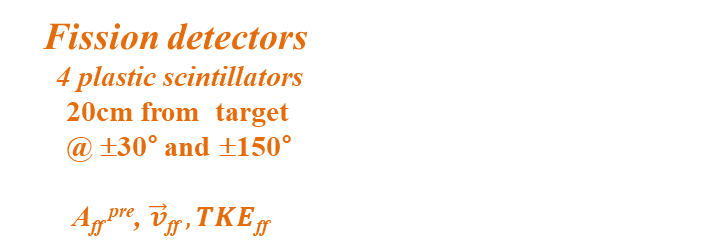 Fission detectors
4 plastic scintillators
20cm from target
@ ±30° and ±150°
A_ff^pre, v⃗_ff, TKE_ff